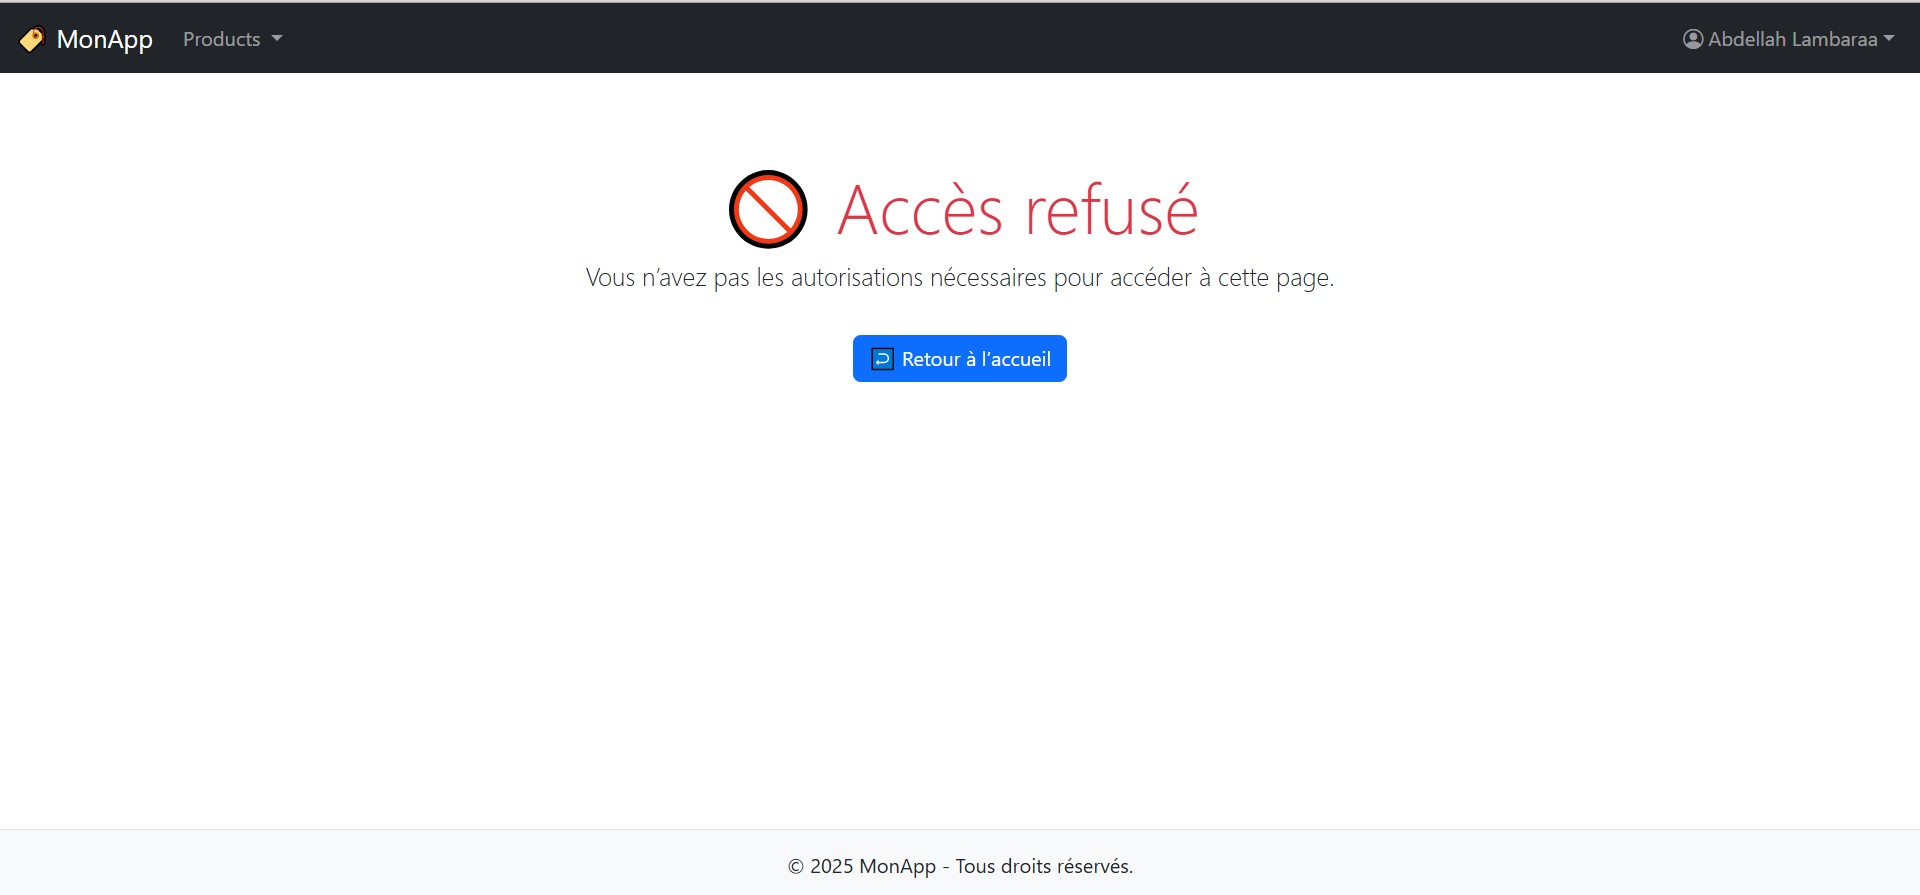 MonApp
Products
Abdellah Lambaraa
Accès refusé
Vous n’avez pas les autorisations nécessaires pour accéder à cette page.
Retour à l’accueil
© 2025 MonApp - Tous droits réservés.